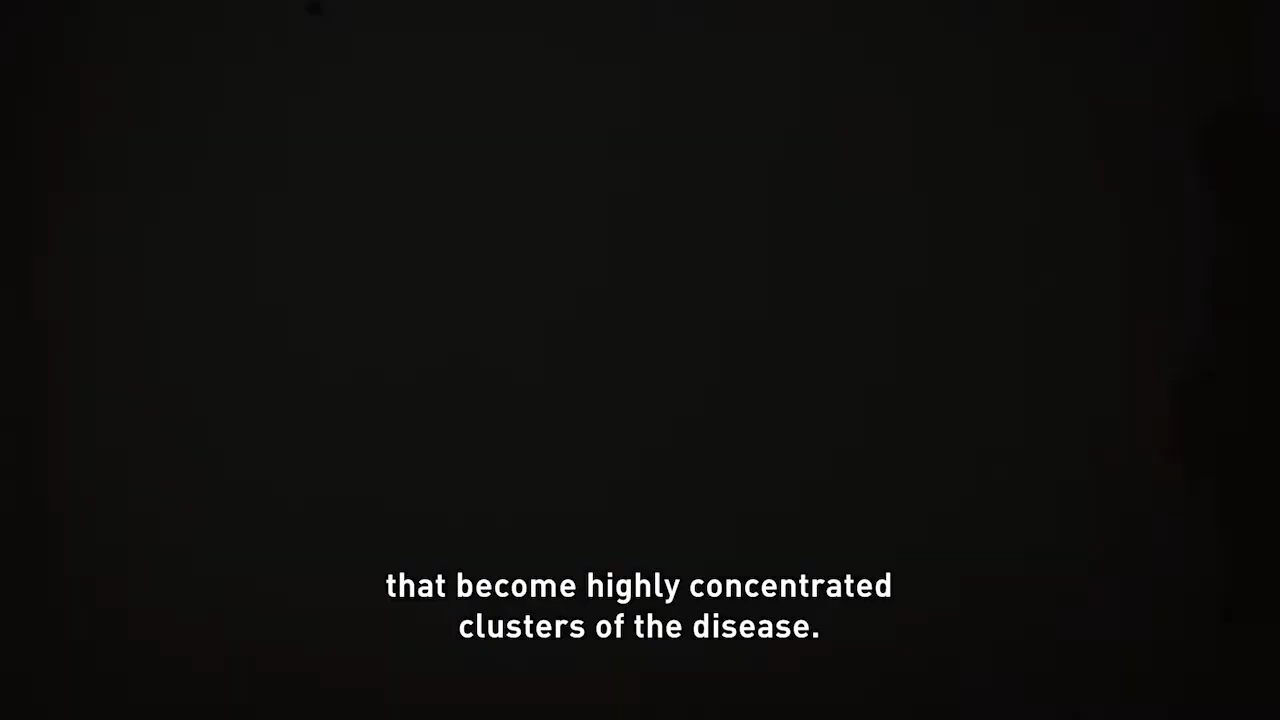 that become highly concentrated
clusters of the disease.